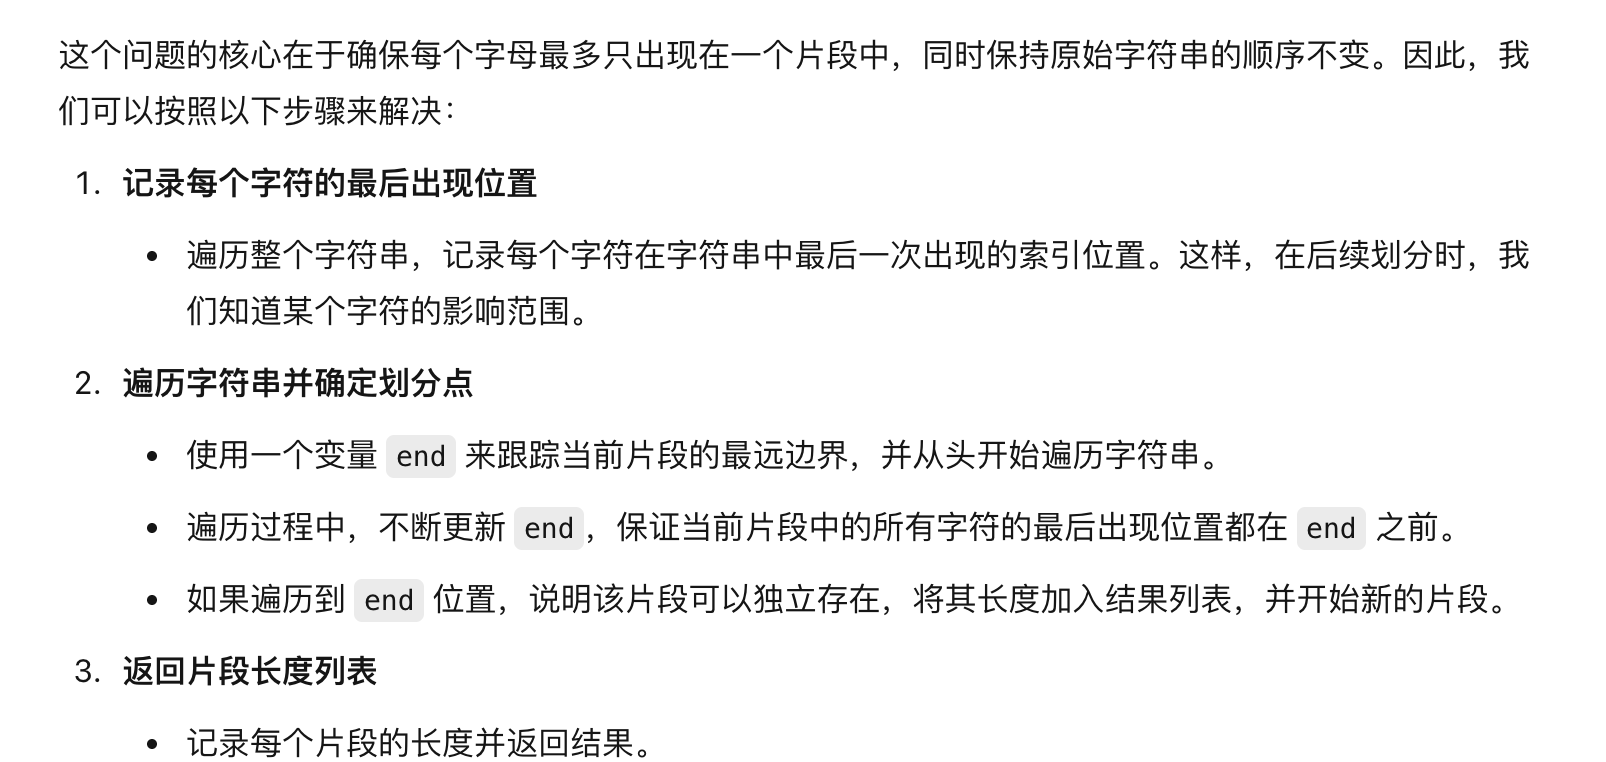 这个问题的核心在于确保每个字母最多只出现在一个片段中，同时保持原始字符串的顺序不变。因此，我
们可以按照以下步骤来解决：
1. 记录每个字符的最后出现位置
• 遍历整个字符串，记录每个字符在字符串中最后一次出现的索引位置。这样，在后续划分时，我
们知道某个字符的影响范围。
2. 遍历字符串并确定划分点
• 使用一个变量 end 来跟踪当前片段的最远边界，并从头开始遍历字符串。
• 遍历过程中，不断更新 end，保证当前片段中的所有字符的最后出现位置都在 end 之前。
• 如果遍历到 end 位置，说明该片段可以独立存在，将其长度加入结果列表，并开始新的片段。
3. 返回片段长度列表
• 记录每个片段的长度并返回结果。